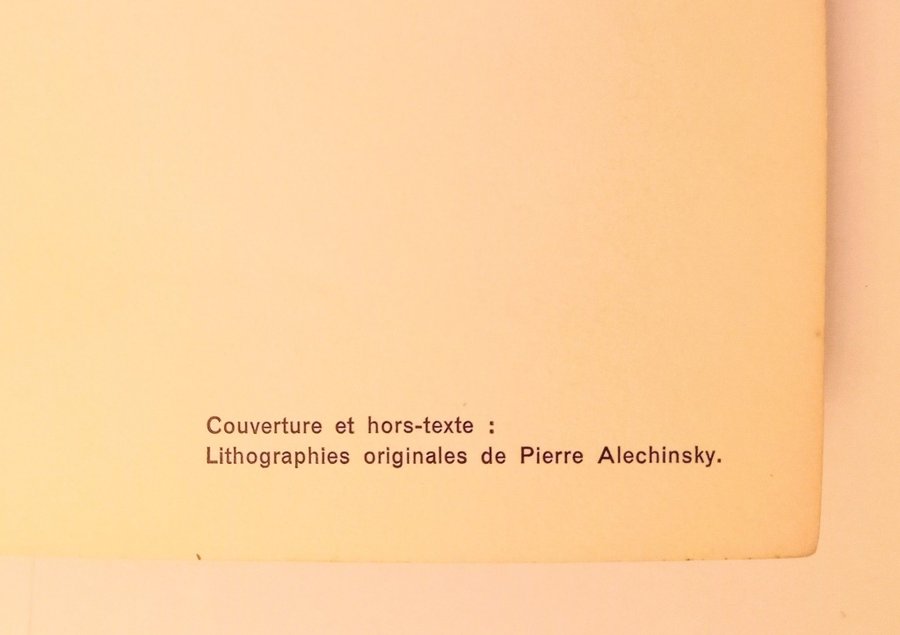 Couverture et hors-texte :
Lithographies originales de Pierre Alechinsky.